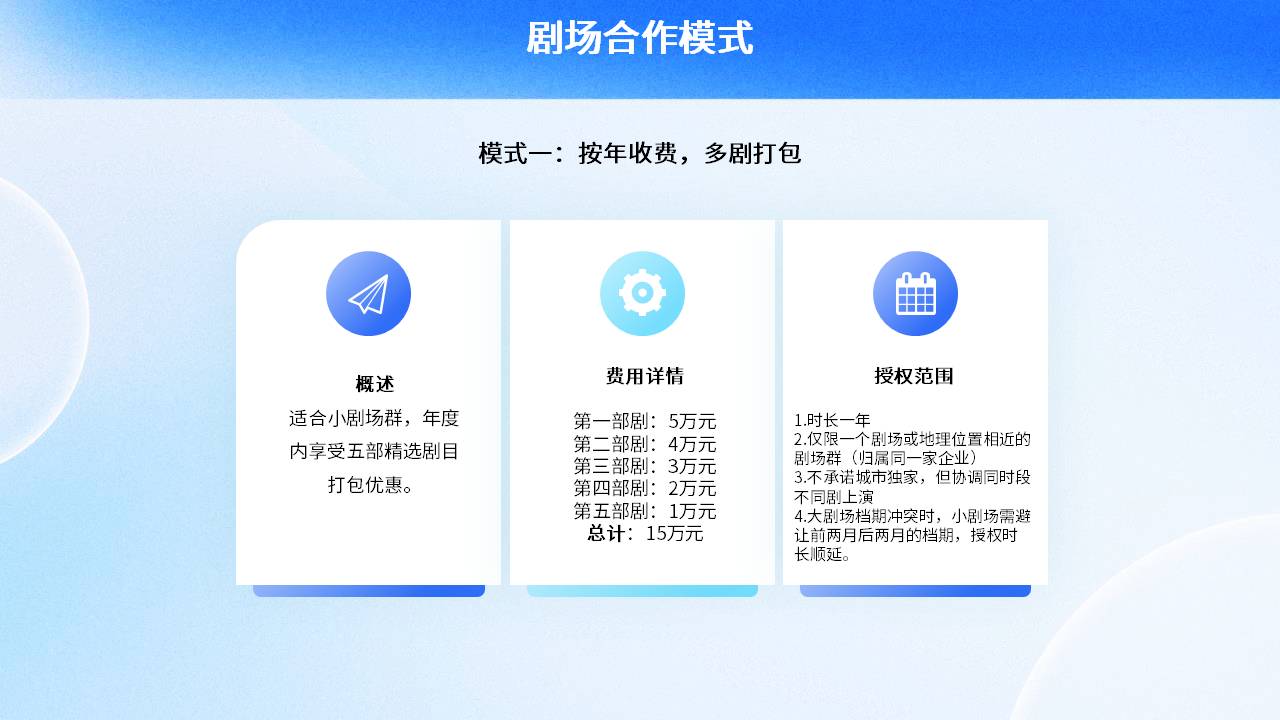 剧场合作模式
模式一：按年收费，多剧打包
概述
适合小剧场群，年度
内享受五部精选剧目
打包优惠。
费用详情
第一部剧：5万元
第二部剧：4万元
第三部剧：3万元
第四部剧：2万元
第五部剧：1万元
总计：15万元
授权范围
1.时长一年
2.仅限一个剧场或地理位置相近的
剧场群（归属同一家企业）
3.不承诺城市独家，但协调同时段
不同剧上演
4.大剧场档期冲突时，小剧场需避
让前两月后两月的档期，授权时
长顺延。